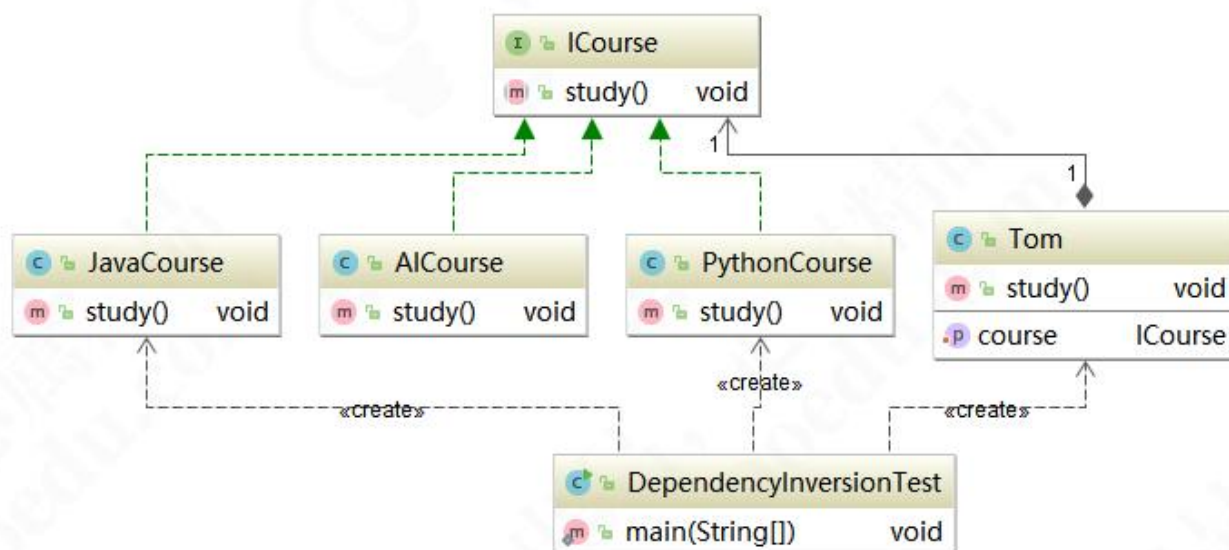 ICourse
study() void
1
1
JavaCourse
study() void
AICourse
study() void
PythonCourse
study() void
Tom
study() void
course ICourse
«create»
«create»
«create»
DependencyInversionTest
main(String[]) void